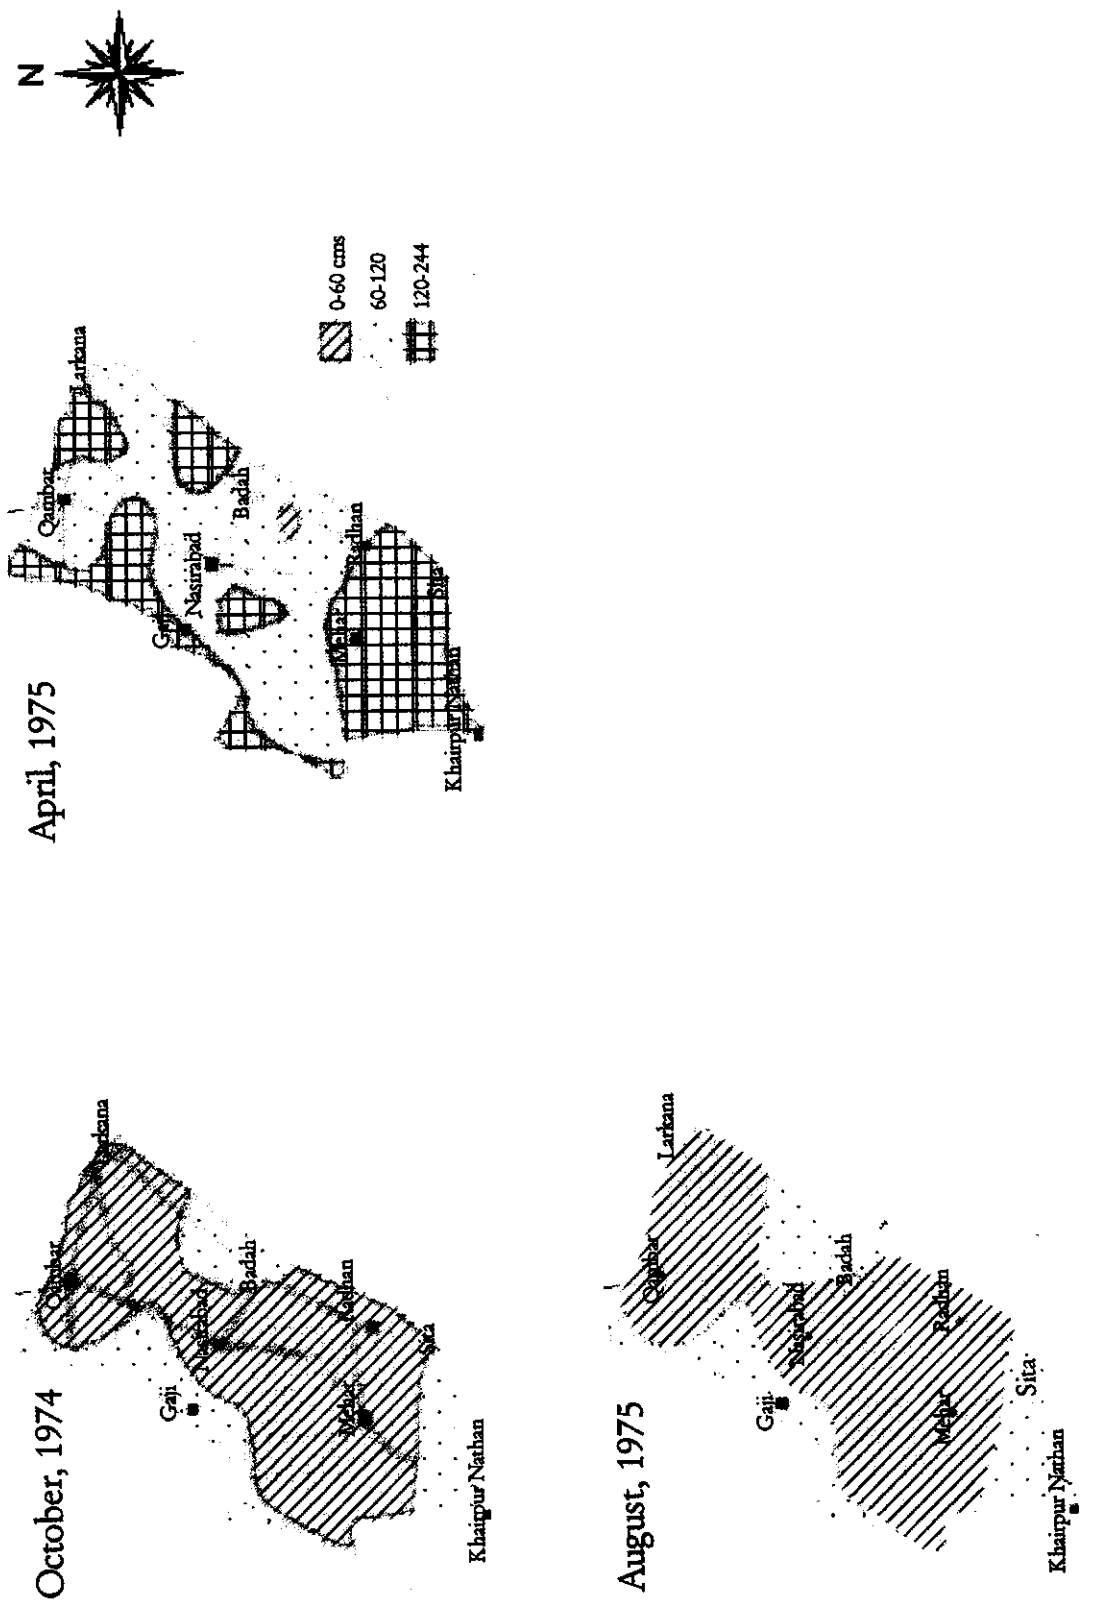 N
October, 1974
Qambar
Larkana
Gaji
Nasirabad
Badah
Mehar
Radhan
Sita
Khairpur Nathan
April, 1975
Qambar
Larkana
Gaji
Nasirabad
Badah
Mehar
Radhan
Sita
Khairpur Nathan
0-60 cms
60-120
120-244
August, 1975
Qambar
Larkana
Gaji
Nasirabad
Badah
Mehar
Radhan
Sita
Khairpur Nathan